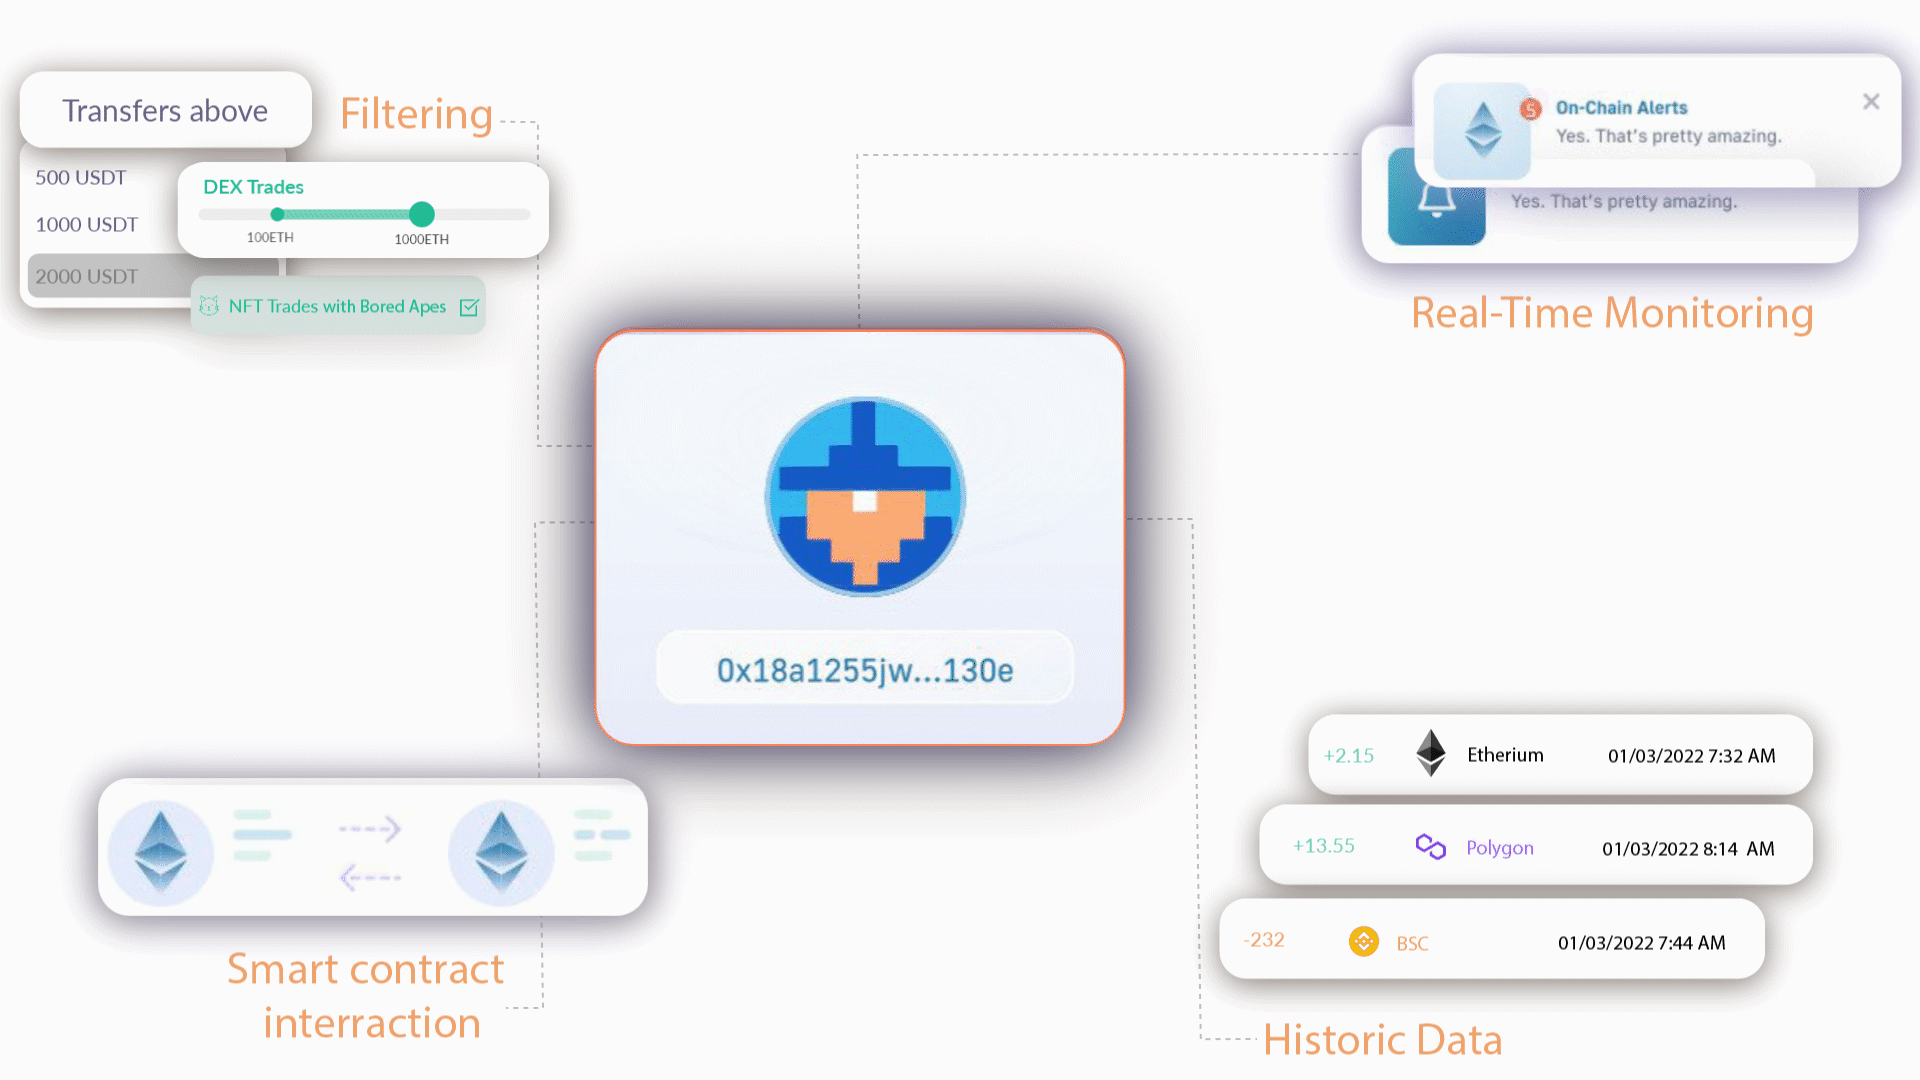 Transfers above
Filtering
500 USDT
1000 USDT
2000 USDT
DEX Trades
100ETH
1000ETH
NFT Trades with Bored Apes
5
On-Chain Alerts
Yes. That's pretty amazing.
Yes. That's pretty amazing.
Real-Time Monitoring
0x18a1255jw...130e
Smart contract
interraction
+2.15 Etherium 01/03/2022 7:32 AM
+13.55 Polygon 01/03/2022 8:14 AM
-232 BSC 01/03/2022 7:44 AM
Historic Data